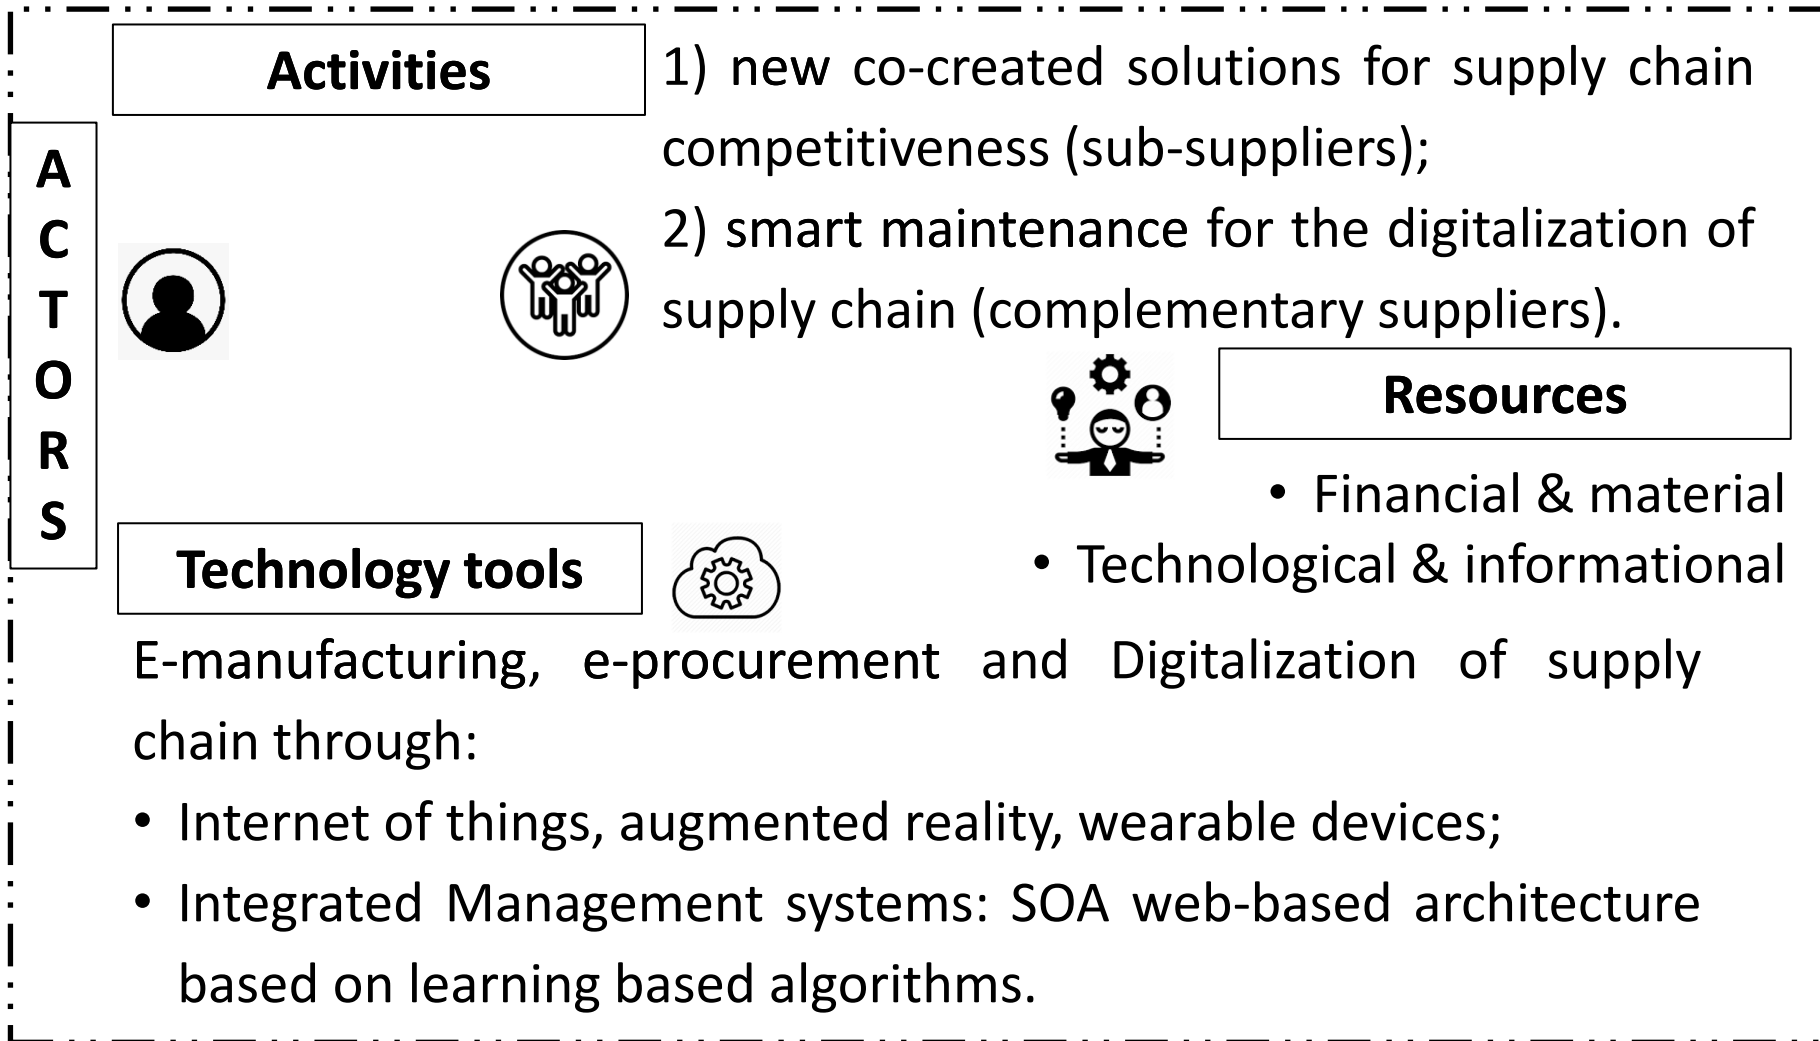 Activities
1) new co-created solutions for supply chain
competitiveness (sub-suppliers);
2) smart maintenance for the digitalization of
supply chain (complementary suppliers).
A
C
T
O
R
S
Resources
• Financial & material
• Technological & informational
Technology tools
E-manufacturing, e-procurement and Digitalization of supply
chain through:
• Internet of things, augmented reality, wearable devices;
• Integrated Management systems: SOA web-based architecture
based on learning based algorithms.